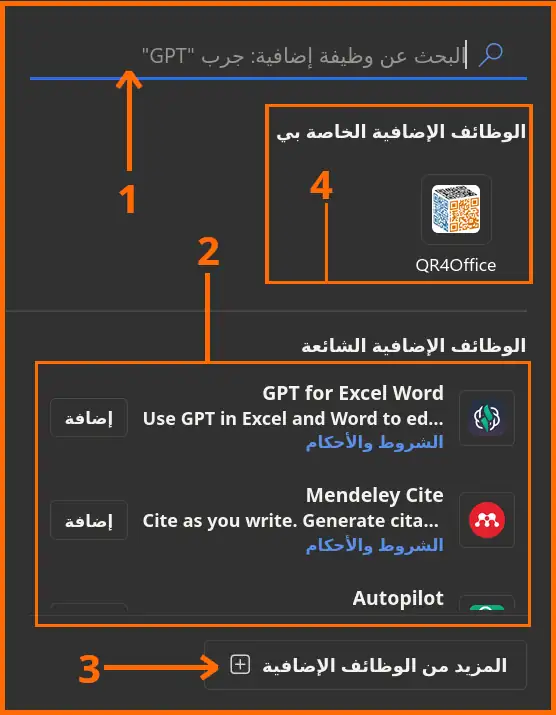 البحث عن وظيفة إضافية: جرب "GPT"
1
الوظائف الإضافية الخاصة بي
4
QR4Office
2
الوظائف الإضافية الشائعة
GPT for Excel Word
Use GPT in Excel and Word to ed...
الشروط والأحكام
إضافة
Mendeley Cite
Cite as you write. Generate cita...
الشروط والأحكام
إضافة
Autopilot
المزيد من الوظائف الإضافية
3